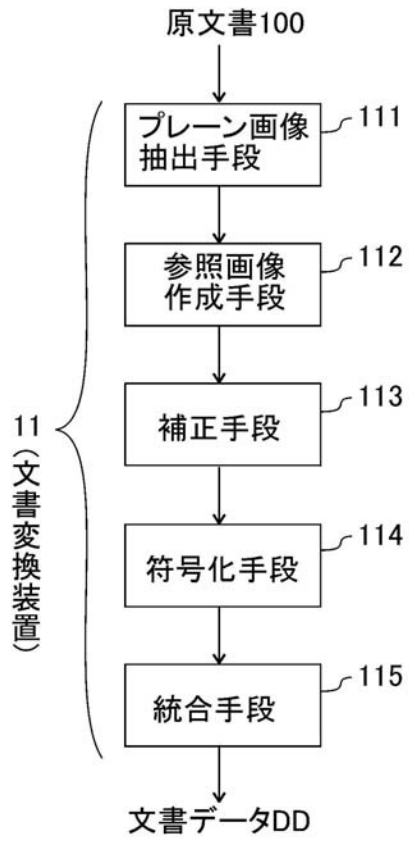 原文書100
プレーン画像
抽出手段
111
参照画像
作成手段
112
補正手段
113
11(文書変換装置)
符号化手段
114
統合手段
115
文書データDD